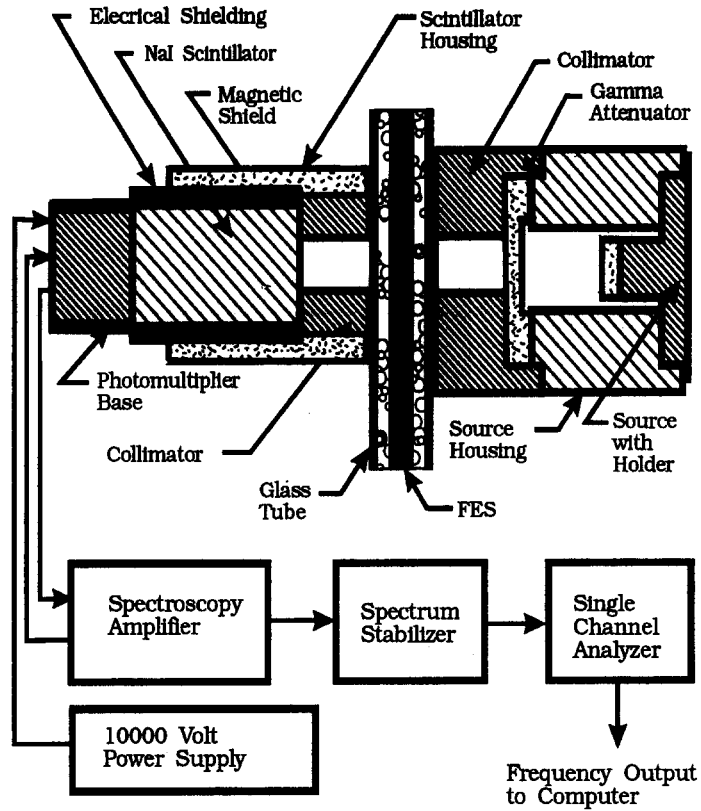 Elecrical Shielding
NaI Scintillator
Magnetic
Shield
Scintillator
Housing
Collimator
Gamma
Attenuator
Photomultiplier
Base
Collimator
Glass
Tube
FES
Source
Housing
Source
with
Holder
Spectroscopy
Amplifier
Spectrum
Stabilizer
Single
Channel
Analyzer
10000 Volt
Power Supply
Frequency Output
to Computer